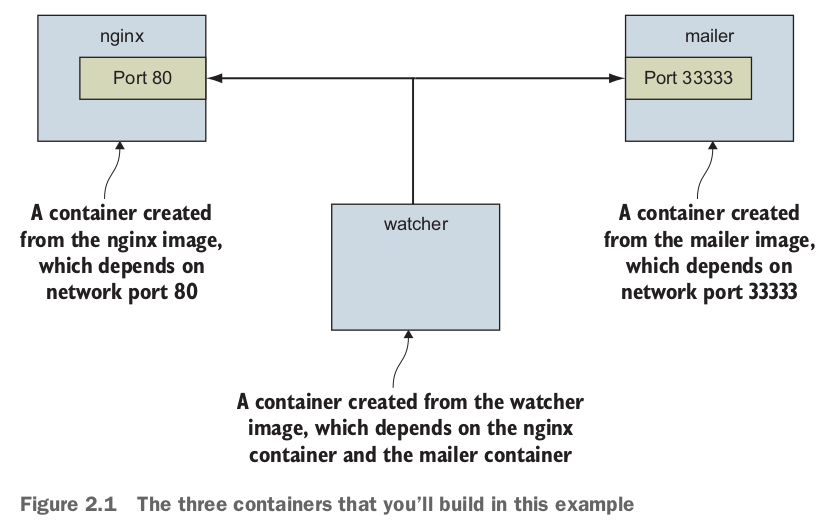 nginx
Port 80
mailer
Port 33333
A container created
from the nginx image,
which depends on
network port 80
watcher
A container created
from the mailer image,
which depends on
network port 33333
A container created from the watcher
image, which depends on the nginx
container and the mailer container
Figure 2.1 The three containers that you'll build in this example